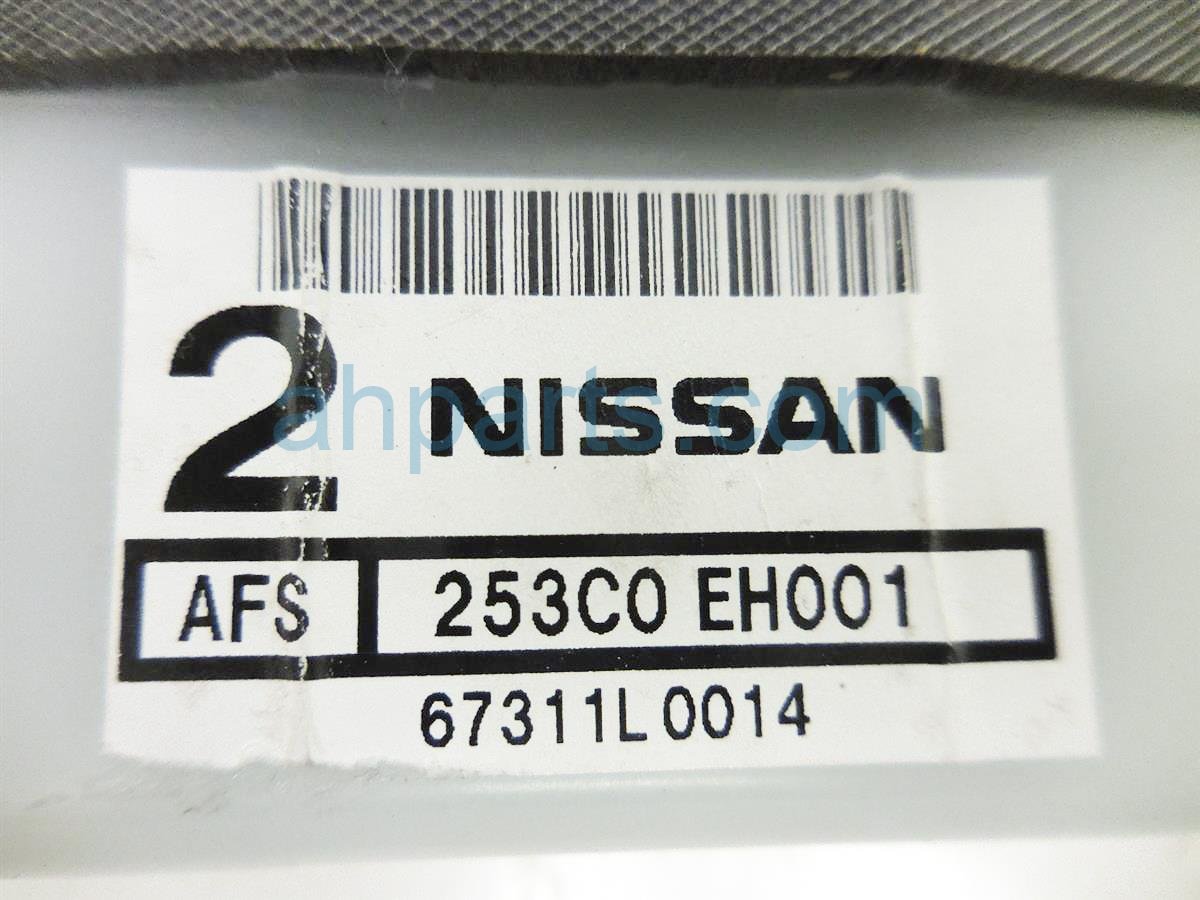 2 NISSAN
ahparts.com
AFS 253C0 EH001
67311L0014